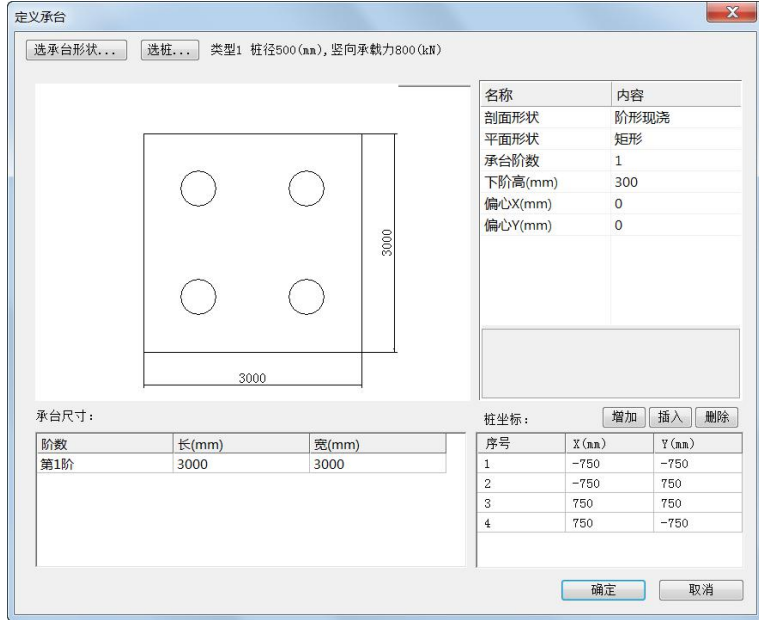 定义承台
选承台形状... 选桩... 类型1 桩径500(mm),竖向承载力800(kN)
名称 内容
剖面形状 阶形现浇
平面形状 矩形
承台阶数 1
下阶高(mm) 300
偏心X(mm) 0
偏心Y(mm) 0
3000
3000
承台尺寸:
阶数 长(mm) 宽(mm)
第1阶 3000 3000
桩坐标: 增加 插入 删除
序号 X(mm) Y(mm)
1 -750 -750
2 -750 750
3 750 750
4 750 -750
确定 取消